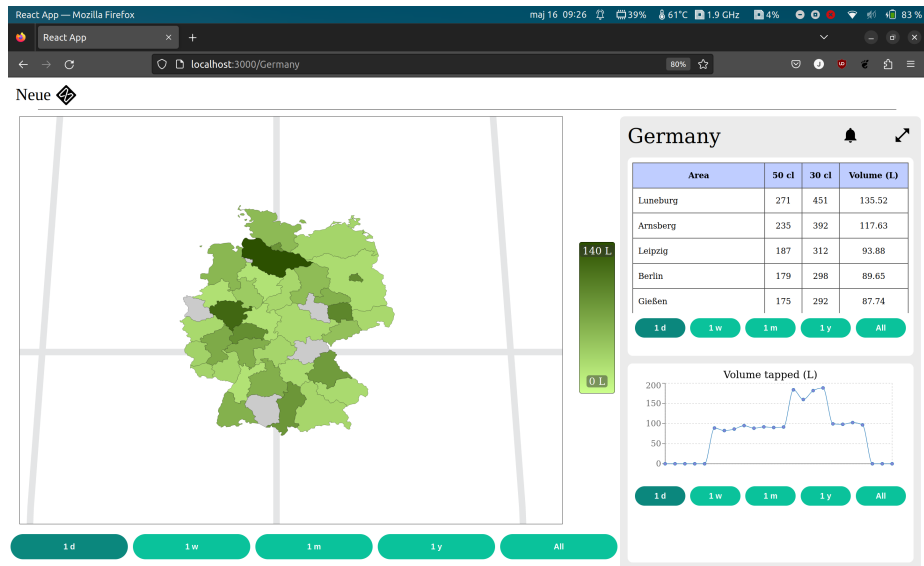 React App — Mozilla Firefox
maj 16 09:26
39%
61°C
1.9 GHz
4%
83 %
React App
localhost:3000/Germany
80%
Neue
Germany
Area 50 cl 30 cl Volume (L)
Luneburg 271 451 135.52
Arnsberg 235 392 117.63
Leipzig 187 312 93.88
Berlin 179 298 89.65
Gießen 175 292 87.74
1 d 1 w 1 m 1 y All
140 L
0 L
Volume tapped (L)
200
150
100
50
0
1 d 1 w 1 m 1 y All
1 d 1 w 1 m 1 y All